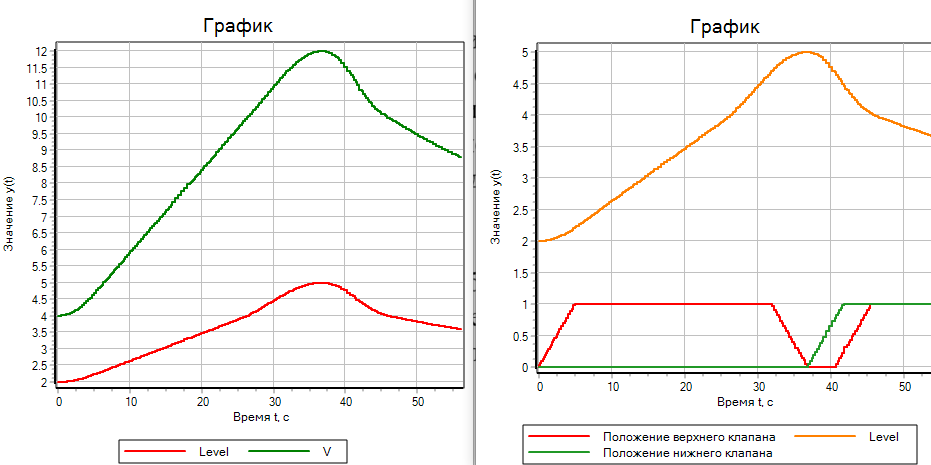 График
Значение y(t)
12
11.5
11
10.5
10
9.5
9
8.5
8
7.5
7
6.5
6
5.5
5
4.5
4
3.5
3
2.5
2
0 10 20 30 40 50
Время t, с
Level V
График
Значение y(t)
5
4.5
4
3.5
3
2.5
2
1.5
1
0.5
0
0 10 20 30 40 50
Время t, с
Положение верхнего клапана Level
Положение нижнего клапана